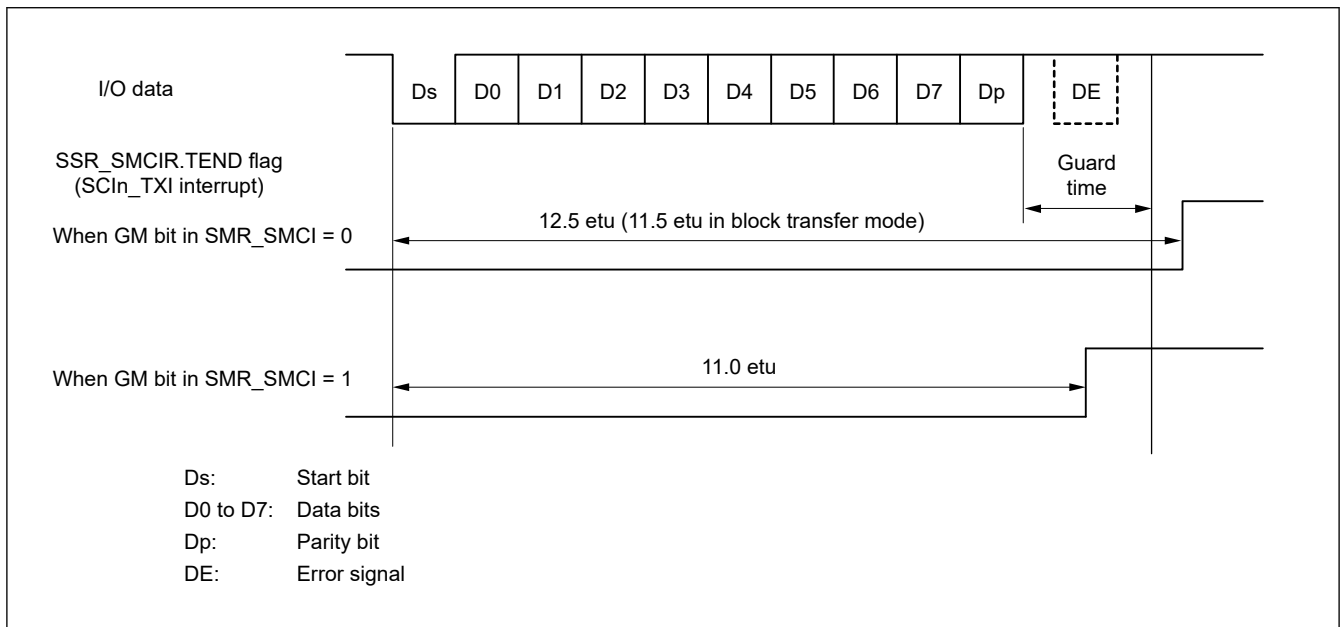 I/O data
Ds D0 D1 D2 D3 D4 D5 D6 D7 Dp DE
SSR_SMCIR.TEND flag
(SCIn_TXI interrupt)
Guard
time
When GM bit in SMR_SMCI = 0
12.5 etu (11.5 etu in block transfer mode)
When GM bit in SMR_SMCI = 1
11.0 etu
Ds: Start bit
D0 to D7: Data bits
Dp: Parity bit
DE: Error signal